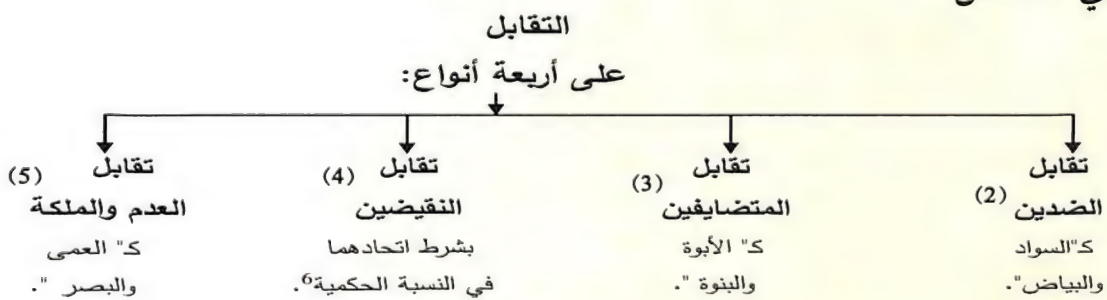 التقابل
على أربعة أنواع:
تقابل
الضدين (2)
كـ"السواد
والبياض".
تقابل
المتضايفين (3)
كـ" الأبوة
والبنوة ".
تقابل
النقيضين (4)
بشرط اتحادهما
في النسبة الحكمية6.
تقابل
العدم والملكة (5)
كـ" العمى
والبصر ".